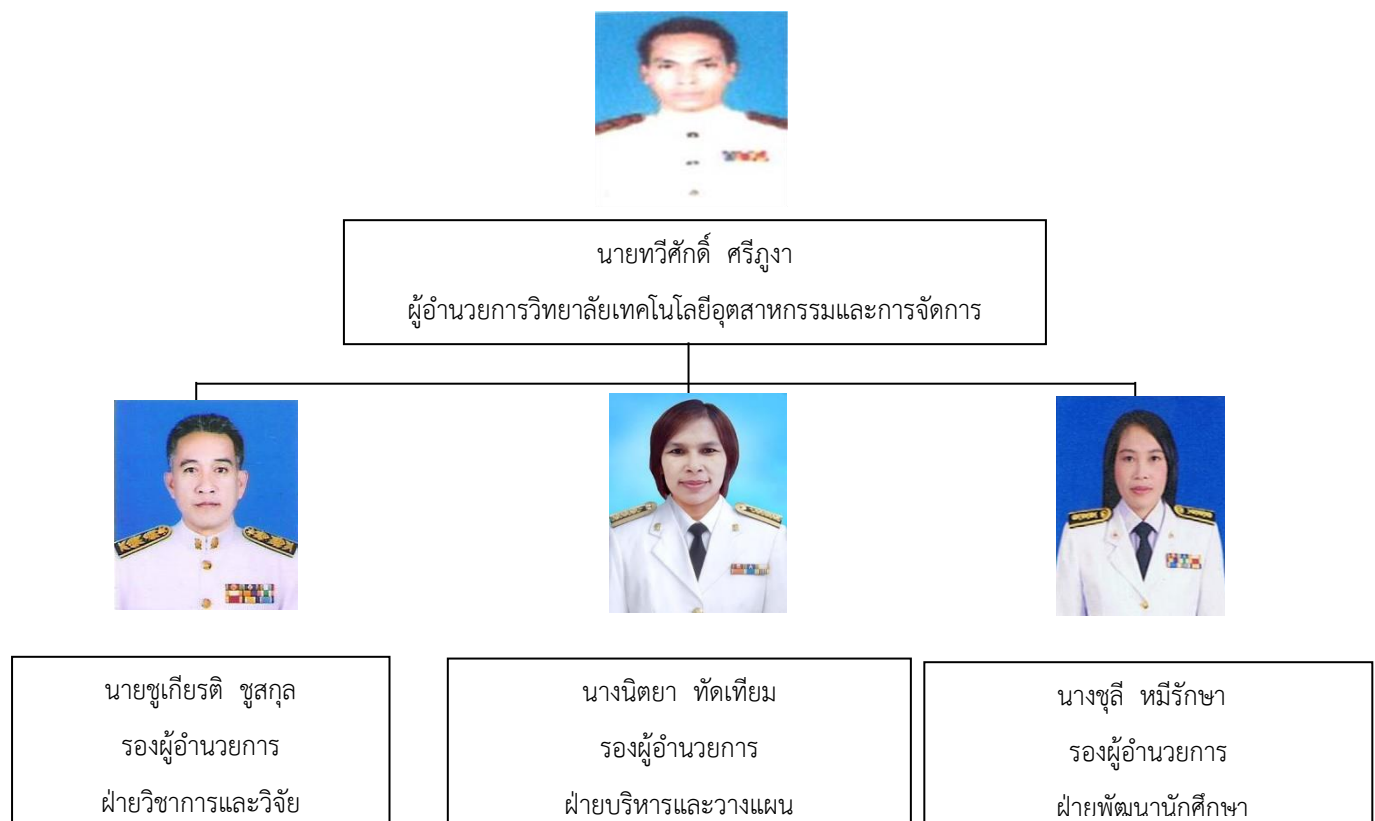 นายทวีศักดิ์ ศรีภูงา
ผู้อำนวยการวิทยาลัยเทคโนโลยีอุตสาหกรรมและการจัดการ
นายชูเกียรติ ชูสกุล
รองผู้อำนวยการ
ฝ่ายวิชาการและวิจัย
นางนิตยา ทัดเทียม
รองผู้อำนวยการ
ฝ่ายบริหารและวางแผน
นางชุลี หมีรักษา
รองผู้อำนวยการ
ฝ่ายพัฒนานักศึกษา